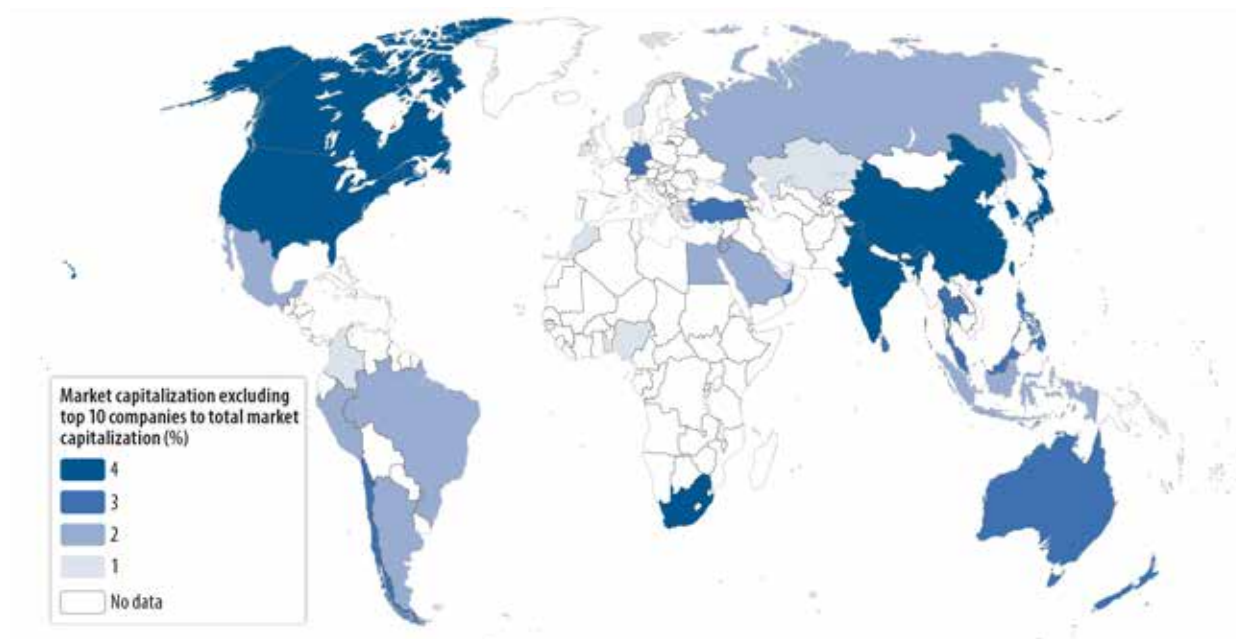 Market capitalization excluding
top 10 companies to total market
capitalization (%)
4
3
2
1
No data